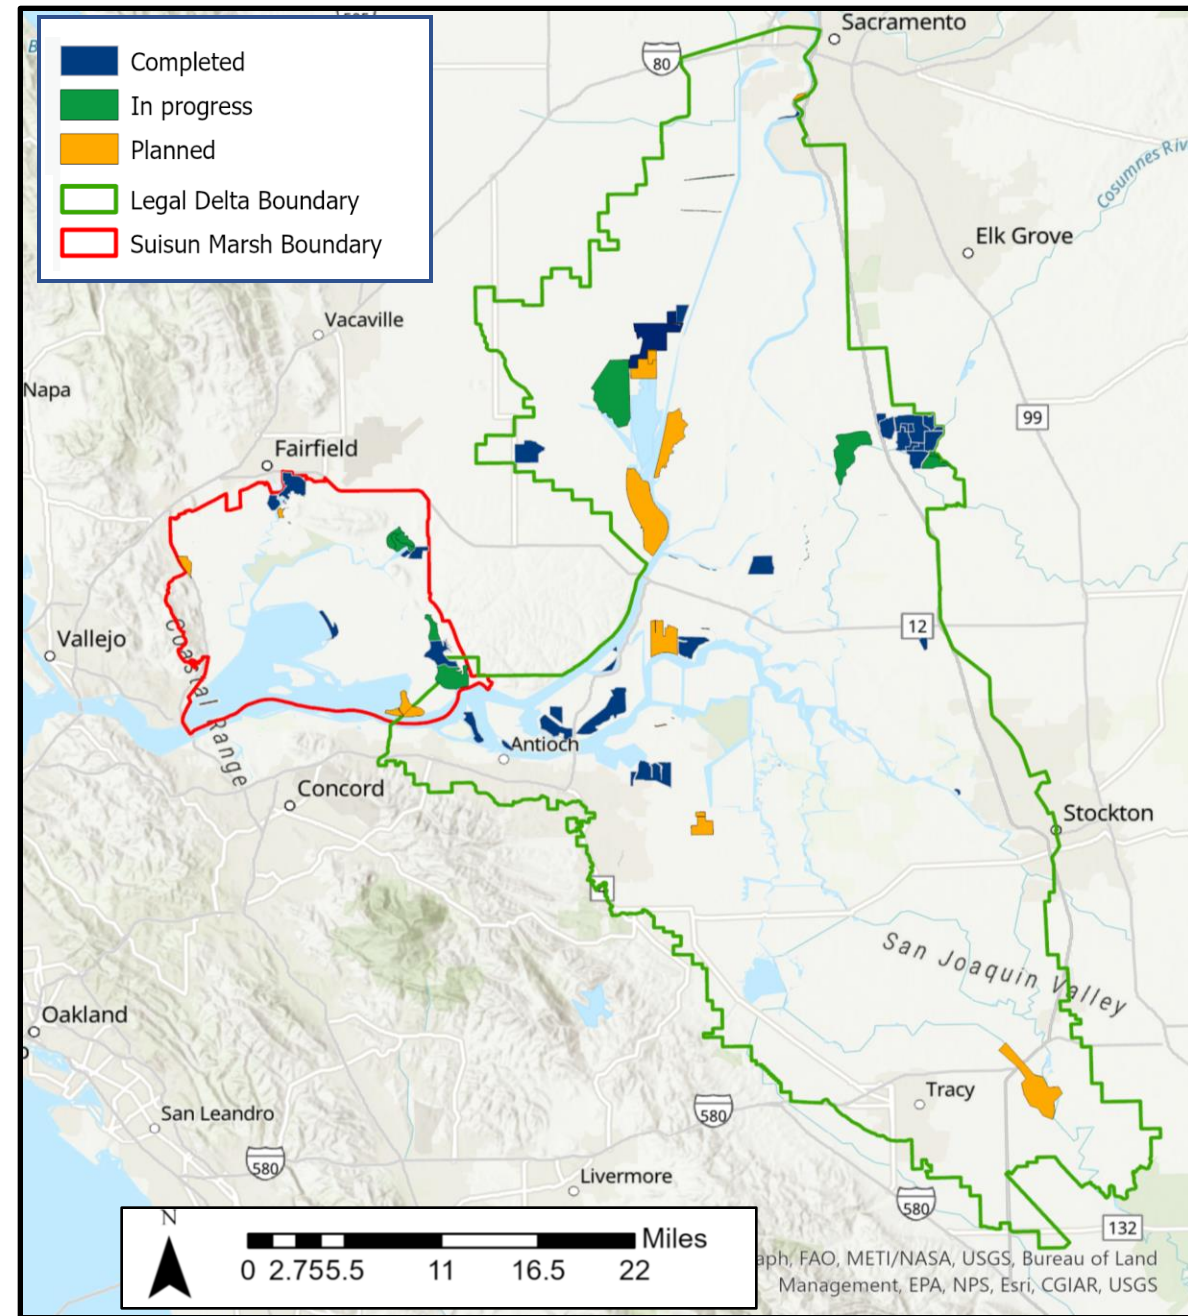 Completed
In progress
Planned
Legal Delta Boundary
Suisun Marsh Boundary
Sacramento
80
Cosumnes Riv
Elk Grove
Vacaville
Napa
99
Fairfield
12
Vallejo
Coastal Range
Antioch
Concord
Stockton
San Joaquin Valley
Oakland
Tracy
San Leandro
580
580
Livermore
580
132
N
Miles
0 2.755.5 11 16.5 22
aph, FAO, METI/NASA, USGS, Bureau of Land
Management, EPA, NPS, Esri, CGIAR, USGS